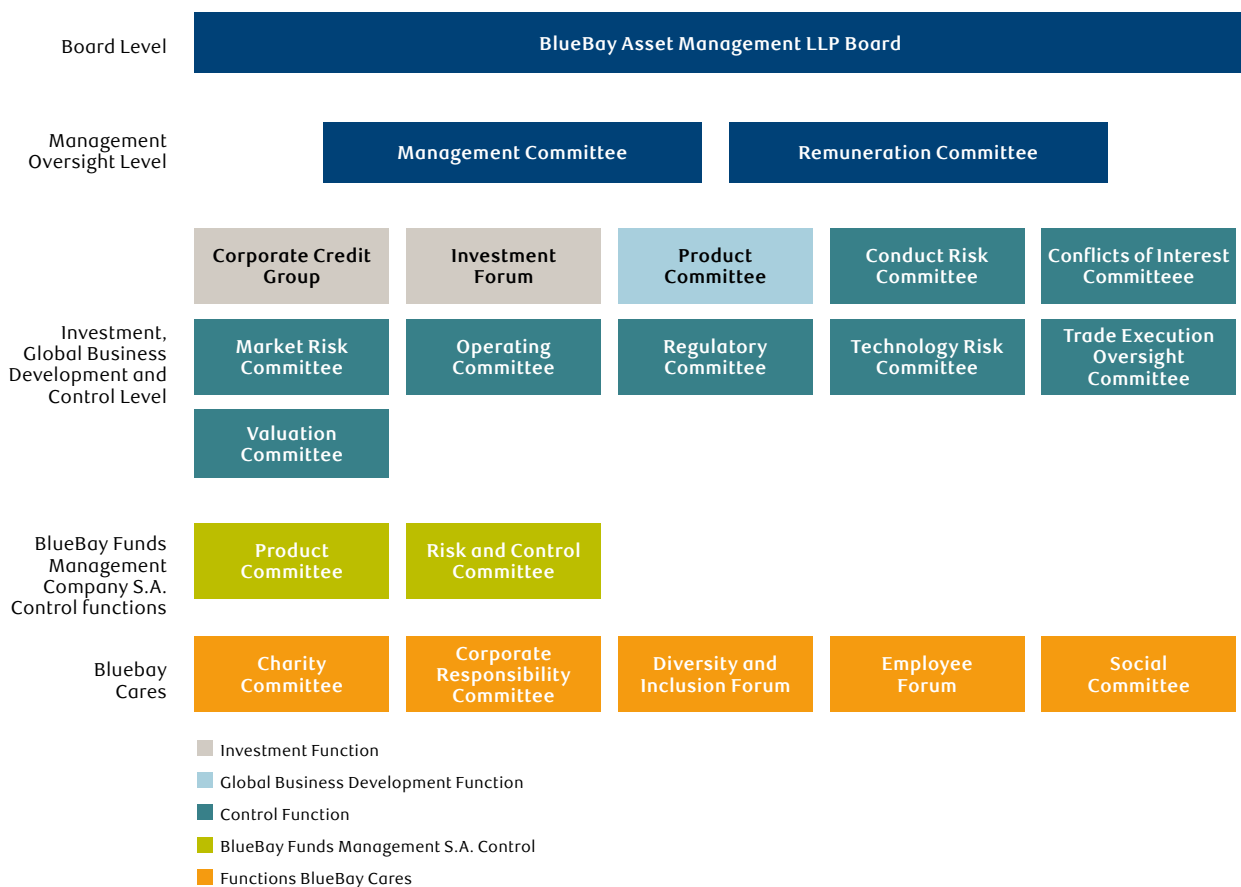 Board Level
BlueBay Asset Management LLP Board
Management
Oversight Level
Management Committee
Remuneration Committee
Investment,
Global Business
Development and
Control Level
Corporate Credit
Group
Investment
Forum
Product
Committee
Conduct Risk
Committee
Conflicts of Interest
Committeee
Market Risk
Committee
Operating
Committee
Regulatory
Committee
Technology Risk
Committee
Trade Execution
Oversight
Committee
Valuation
Committee
BlueBay Funds
Management
Company S.A.
Control functions
Product
Committee
Risk and Control
Committee
Bluebay
Cares
Charity
Committee
Corporate
Responsibility
Committee
Diversity and
Inclusion Forum
Employee
Forum
Social
Committee
Investment Function
Global Business Development Function
Control Function
BlueBay Funds Management S.A. Control
Functions BlueBay Cares